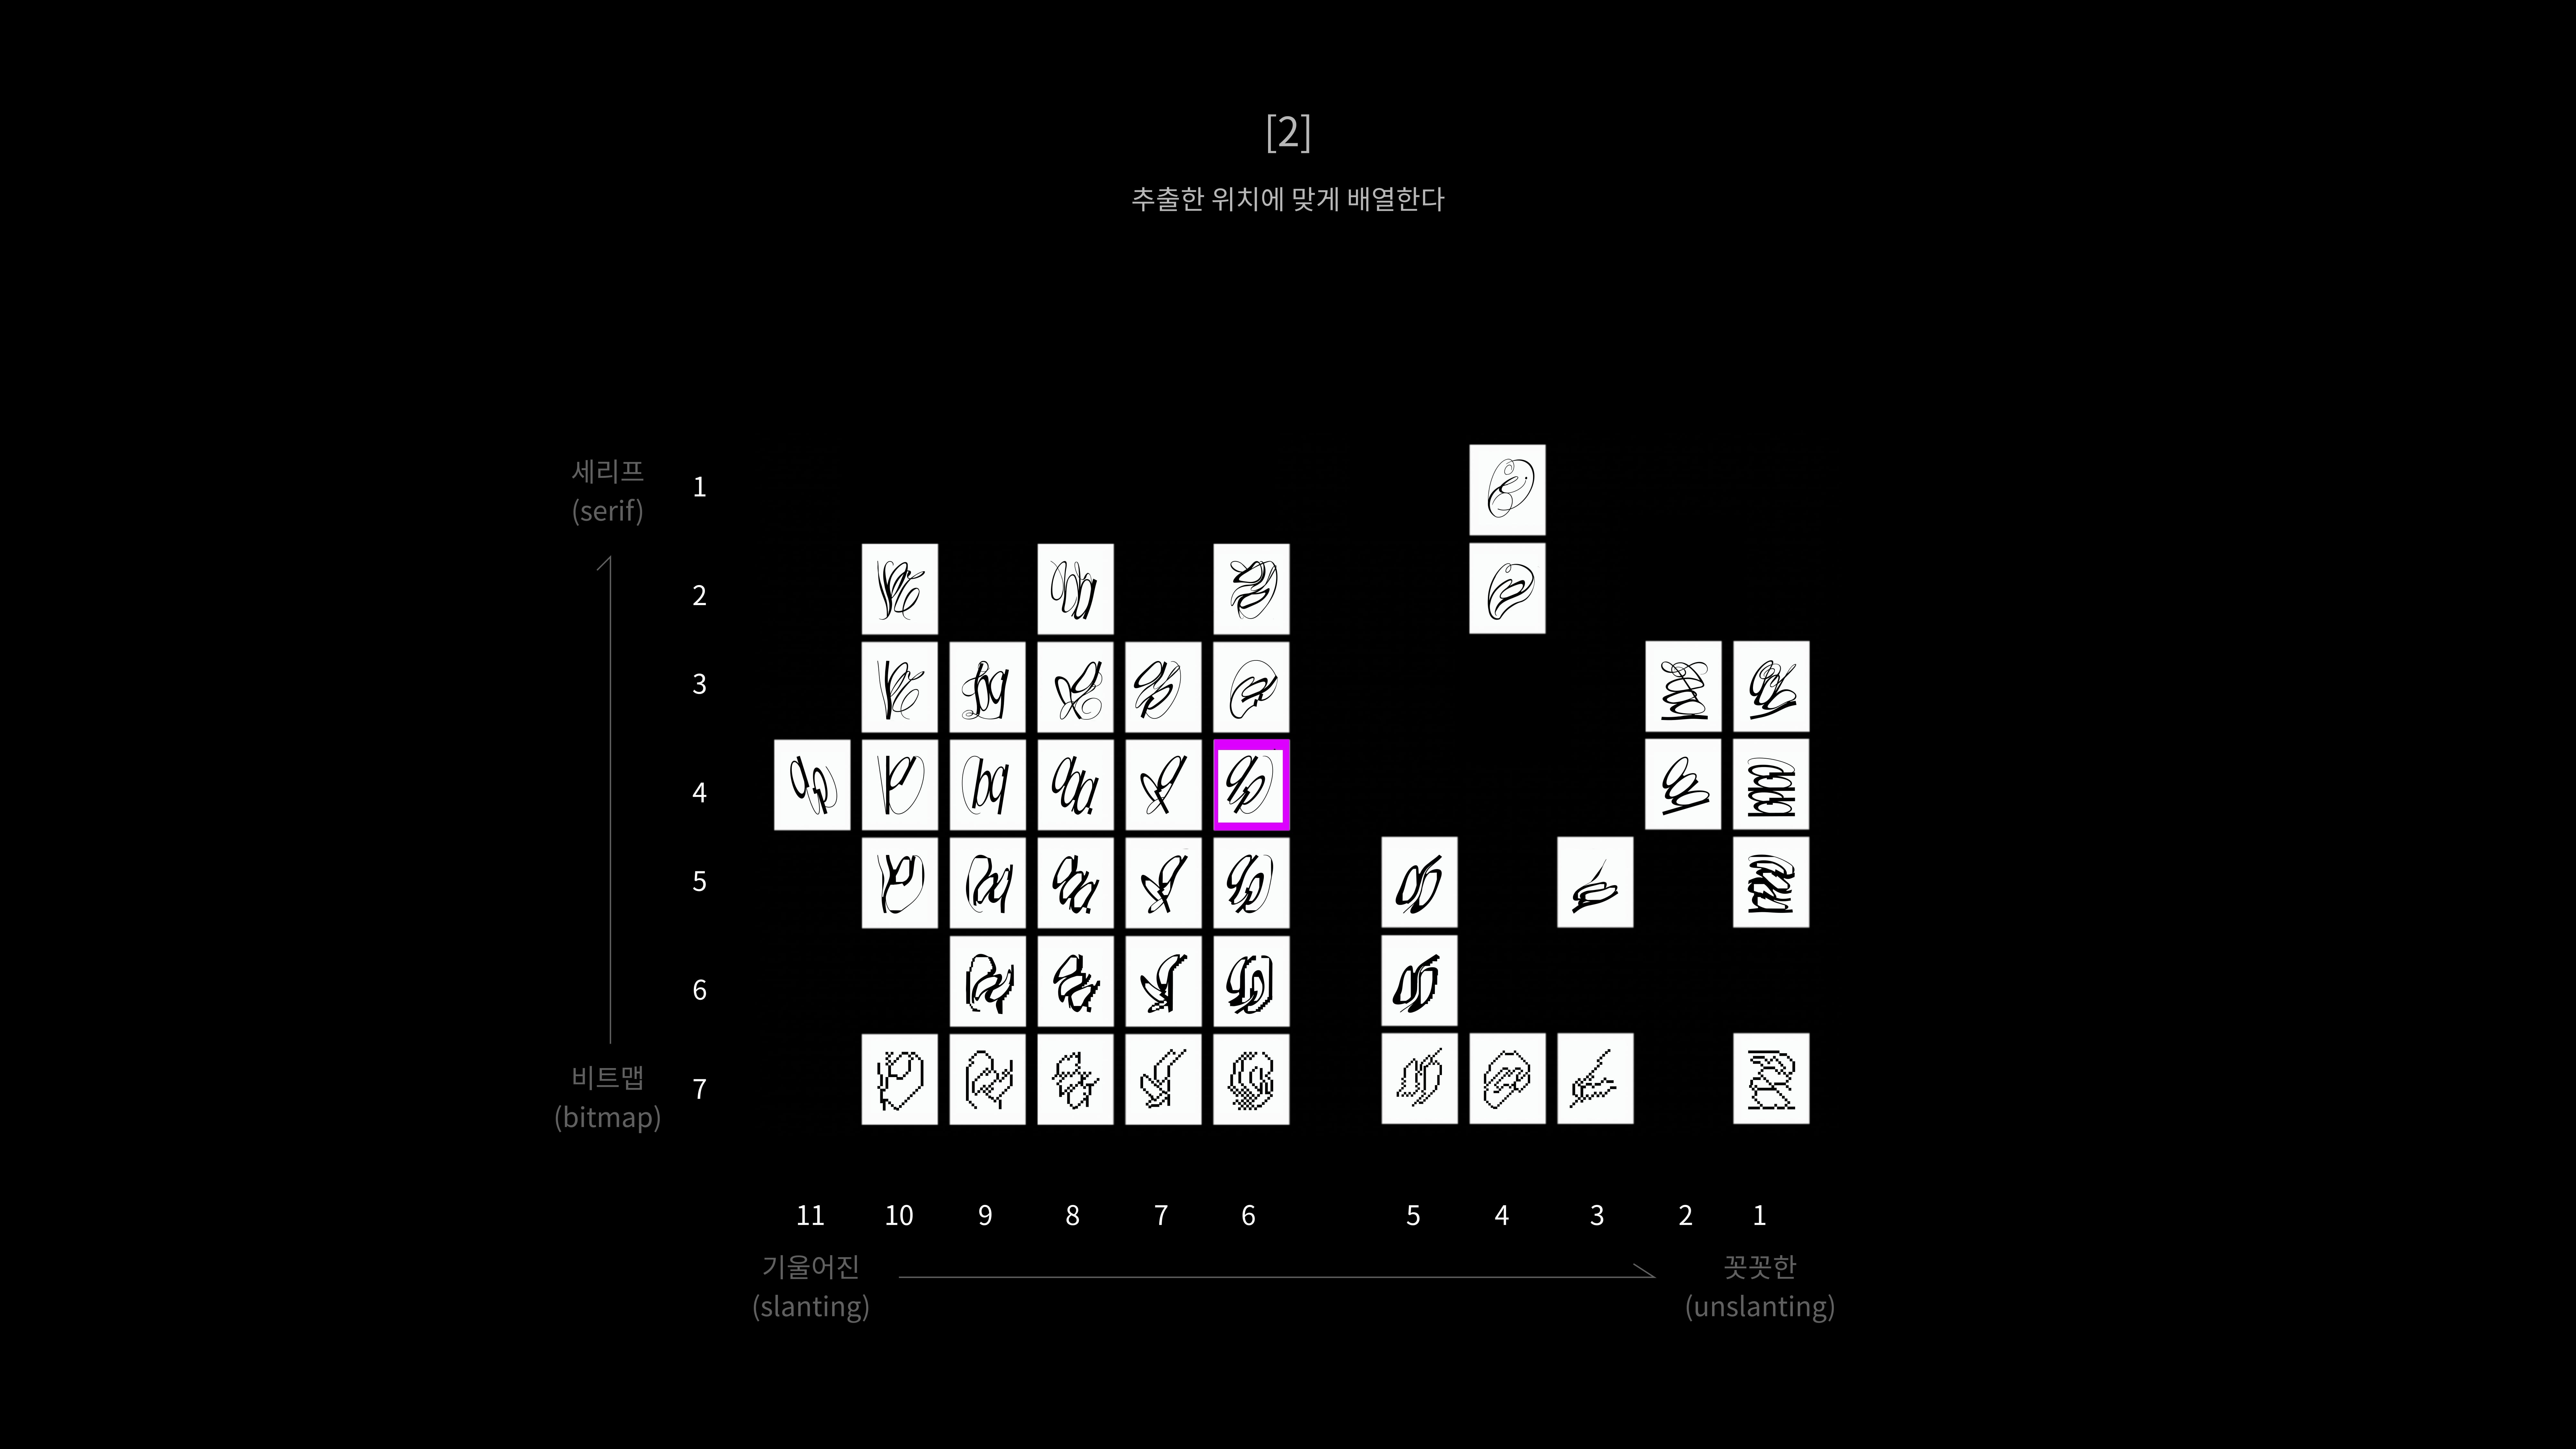 [2]
추출한 위치에 맞게 배열한다
세리프
(serif)
1
2
3
4
5
6
비트맵
(bitmap)
7
11 10 9 8 7 6 5 4 3 2 1
기울어진
(slanting)
꼿꼿한
(unslanting)